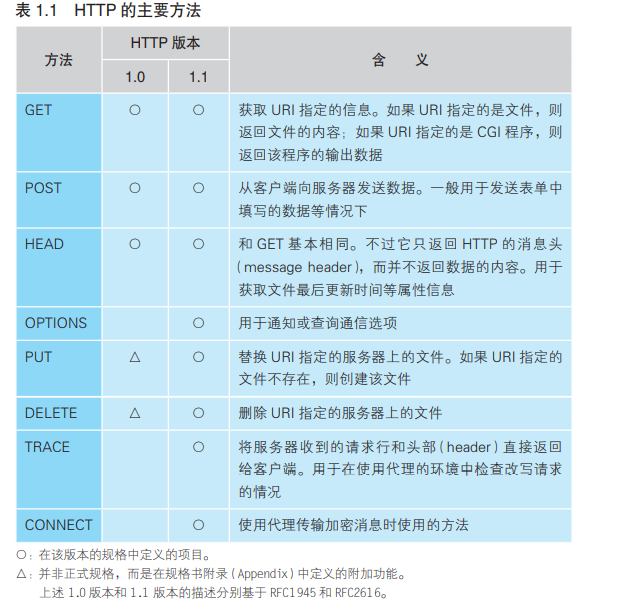 表 1.1 HTTP 的主要方法
方法 HTTP 版本 含 义
1.0 1.1
GET ○ ○ 获取 URI 指定的信息。如果 URI 指定的是文件，则
返回文件的内容；如果 URI 指定的是 CGI 程序，则
返回该程序的输出数据
POST ○ ○ 从客户端向服务器发送数据。一般用于发送表单中
填写的数据等情况下
HEAD ○ ○ 和 GET 基本相同。不过它只返回 HTTP 的消息头
（message header），而并不返回数据的内容。用于
获取文件最后更新时间等属性信息
OPTIONS ○ 用于通知或查询通信选项
PUT △ ○ 替换 URI 指定的服务器上的文件。如果 URI 指定的
文件不存在，则创建该文件
DELETE △ ○ 删除 URI 指定的服务器上的文件
TRACE ○ 将服务器收到的请求行和头部（header）直接返回
给客户端。用于在使用代理的环境中检查改写请求
的情况
CONNECT ○ 使用代理传输加密消息时使用的方法
○：在该版本的规格中定义的项目。
△：并非正式规格，而是在规格书附录（Appendix）中定义的附加功能。
上述 1.0 版本和 1.1 版本的描述分别基于 RFC1945 和 RFC2616。